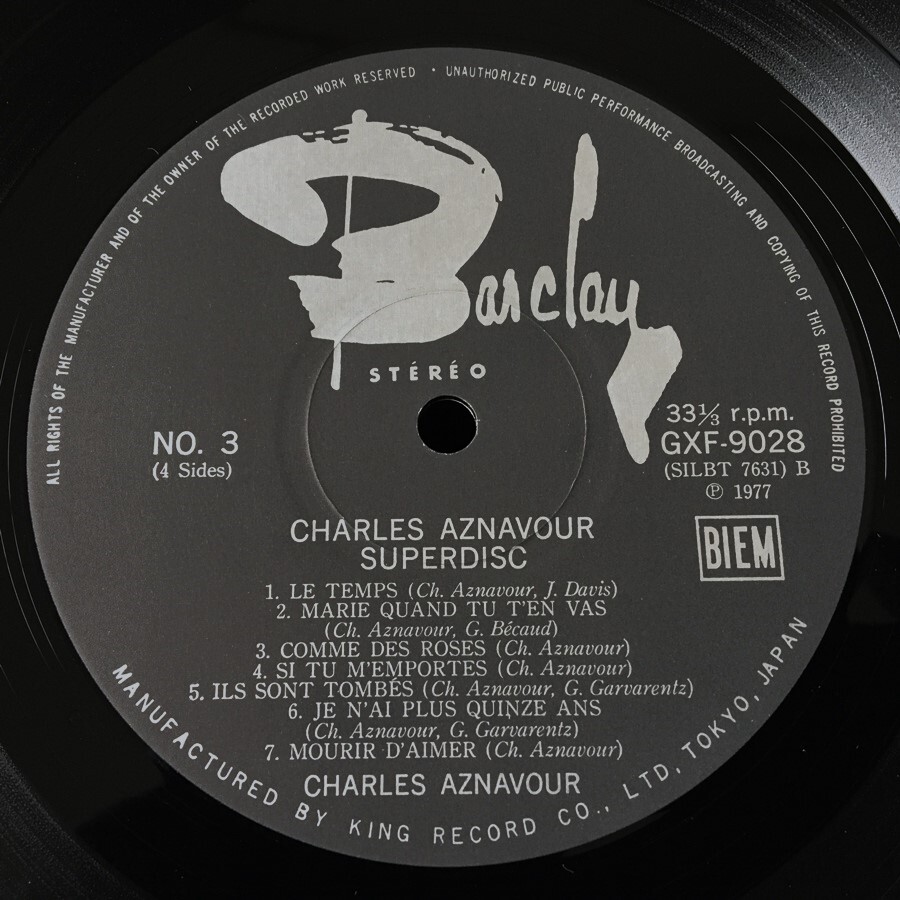 ALL RIGHTS OF THE MANUFACTURER AND OF THE OWNER OF THE RECORDED WORK RESERVED · UNAUTHORIZED PUBLIC PERFORMANCE BROADCASTING AND COPYING OF THIS RECORD PROHIBITED
Barclay
STÉRÉO
NO. 3
(4 Sides)
33⅓ r.p.m.
GXF-9028
(SILBT 7631) B
℗ 1977
BIEM
CHARLES AZNAVOUR
SUPERDISC
1. LE TEMPS (Ch. Aznavour, J. Davis)
2. MARIE QUAND TU T'EN VAS
(Ch. Aznavour, G. Bécaud)
3. COMME DES ROSES (Ch. Aznavour)
4. SI TU M'EMPORTES (Ch. Aznavour)
5. ILS SONT TOMBÉS (Ch. Aznavour, G. Garvarentz)
6. JE N'AI PLUS QUINZE ANS
(Ch. Aznavour, G. Garvarentz)
7. MOURIR D'AIMER (Ch. Aznavour)
CHARLES AZNAVOUR
MANUFACTURED BY KING RECORD CO., LTD, TOKYO, JAPAN